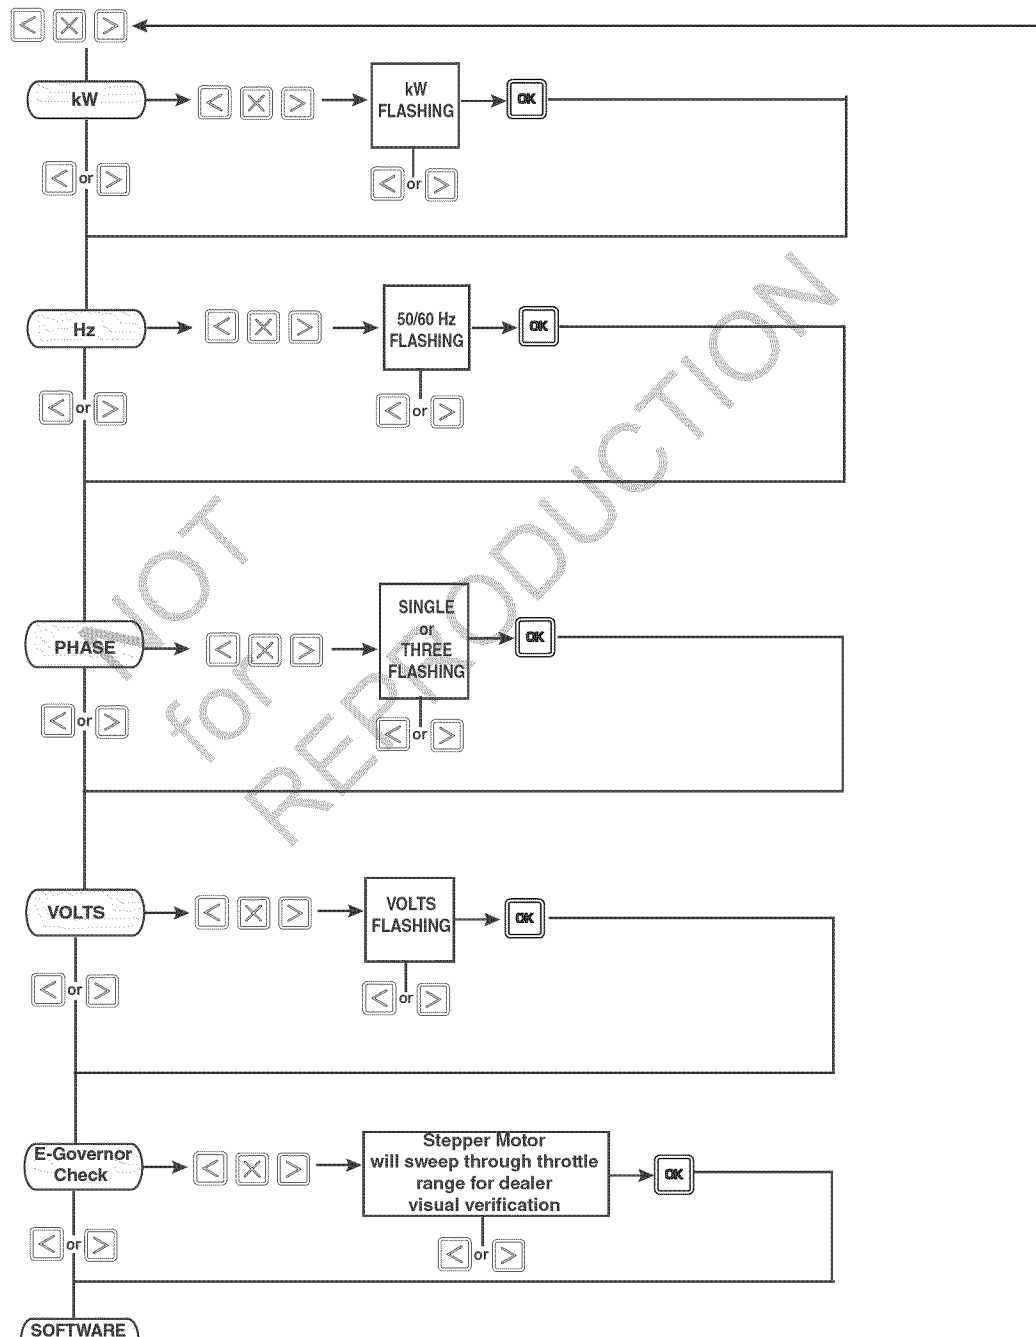 < X >
kW
< X >
kW
FLASHING
OK
< or >
< or >
Hz
< X >
50/60 Hz
FLASHING
OK
< or >
< or >
PHASE
< X >
SINGLE
or
THREE
FLASHING
OK
< or >
< or >
VOLTS
< X >
VOLTS
FLASHING
OK
< or >
< or >
E-Governor
Check
< X >
Stepper Motor
will sweep through throttle
range for dealer
visual verification
OK
< or >
< or >
SOFTWARE
NOT
for
REPRODUCTION